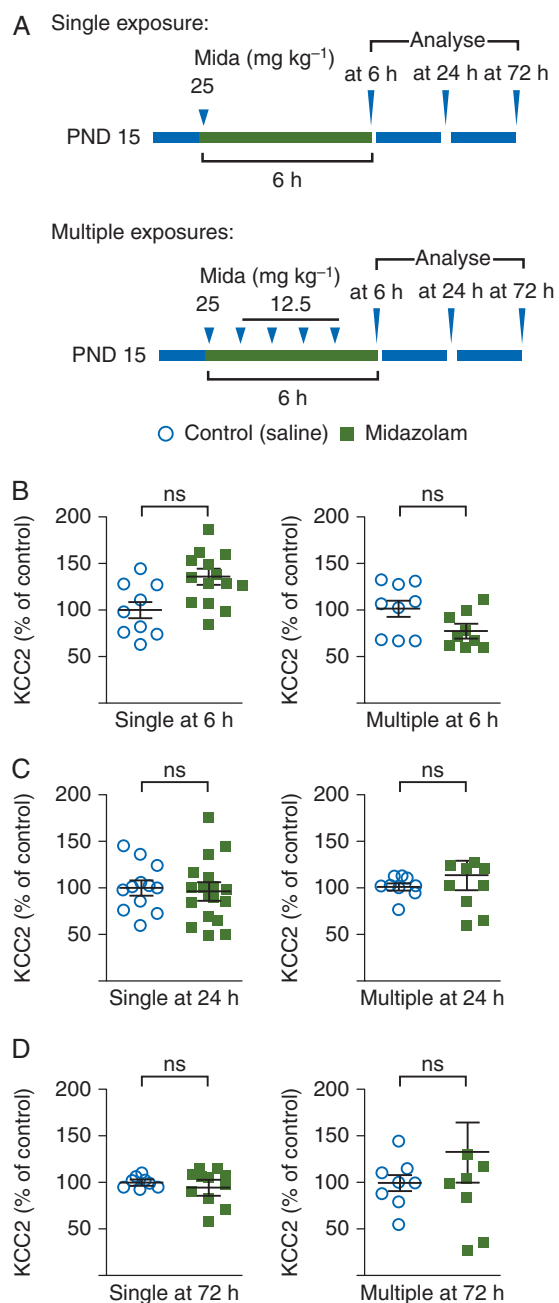 A
Single exposure:
Analyse
Mida (mg kg⁻¹)
at 6 h at 24 h at 72 h
25
PND 15
6 h
Multiple exposures:
Analyse
Mida (mg kg⁻¹)
at 6 h at 24 h at 72 h
25 12.5
PND 15
6 h
Control (saline) Midazolam
B
ns ns
KCC2 (% of control)
200
150
100
50
KCC2 (% of control)
200
150
100
50
Single at 6 h Multiple at 6 h
C
ns ns
KCC2 (% of control)
200
150
100
50
KCC2 (% of control)
200
150
100
50
Single at 24 h Multiple at 24 h
D
ns ns
KCC2 (% of control)
200
150
100
50
KCC2 (% of control)
200
150
100
50
Single at 72 h Multiple at 72 h